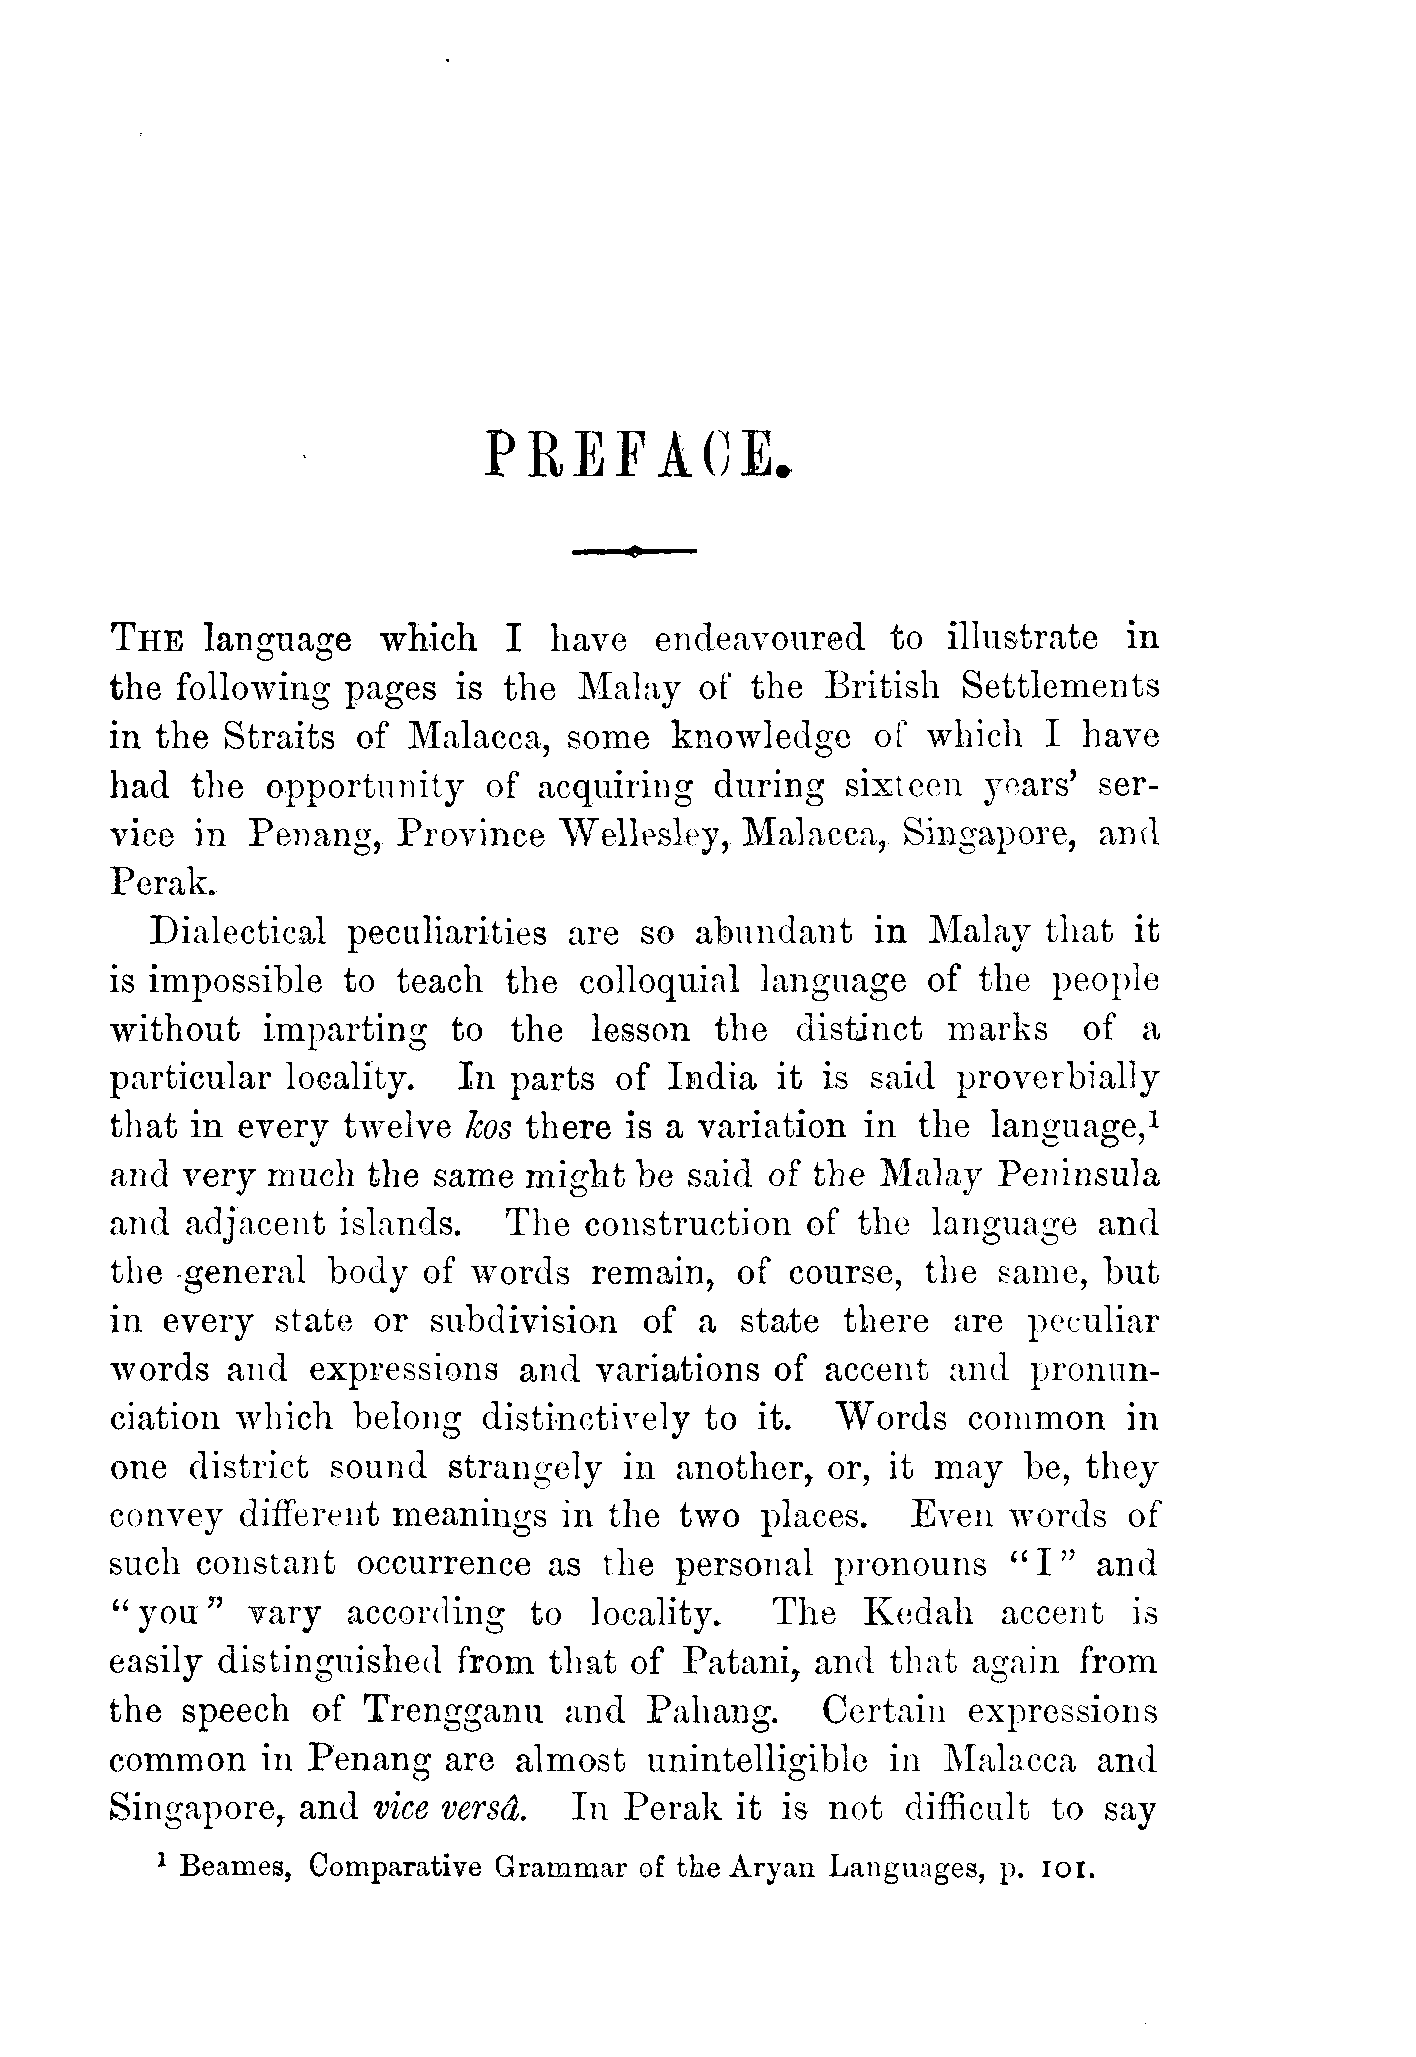 PREFACE.
THE language which I have endeavoured to illustrate in
the following pages is the Malay of the British Settlements
in the Straits of Malacca, some knowledge of which I have
had the opportunity of acquiring during sixteen years' ser-
vice in Penang, Province Wellesley, Malacca, Singapore, and
Perak.
Dialectical peculiarities are so abundant in Malay that it
is impossible to teach the colloquial language of the people
without imparting to the lesson the distinct marks of a
particular locality. In parts of India it is said proverbially
that in every twelve kos there is a variation in the language,¹
and very much the same might be said of the Malay Peninsula
and adjacent islands. The construction of the language and
the general body of words remain, of course, the same, but
in every state or subdivision of a state there are peculiar
words and expressions and variations of accent and pronun-
ciation which belong distinctively to it. Words common in
one district sound strangely in another, or, it may be, they
convey different meanings in the two places. Even words of
such constant occurrence as the personal pronouns "I" and
"you" vary according to locality. The Kedah accent is
easily distinguished from that of Patani, and that again from
the speech of Trengganu and Pahang. Certain expressions
common in Penang are almost unintelligible in Malacca and
Singapore, and vice versâ. In Perak it is not difficult to say
¹ Beames, Comparative Grammar of the Aryan Languages, p. 101.